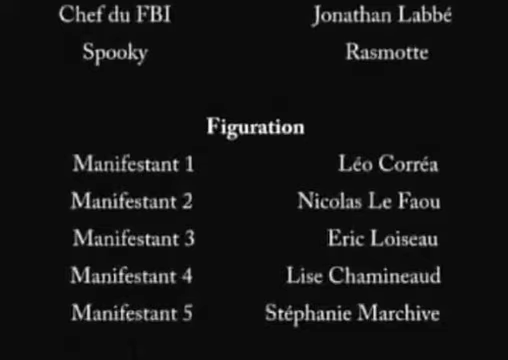 Chef du FBI Jonathan Labbé
Spooky Rasmotte
Figuration
Manifestant 1 Léo Corréa
Manifestant 2 Nicolas Le Faou
Manifestant 3 Eric Loiseau
Manifestant 4 Lise Chamineaud
Manifestant 5 Stéphanie Marchive